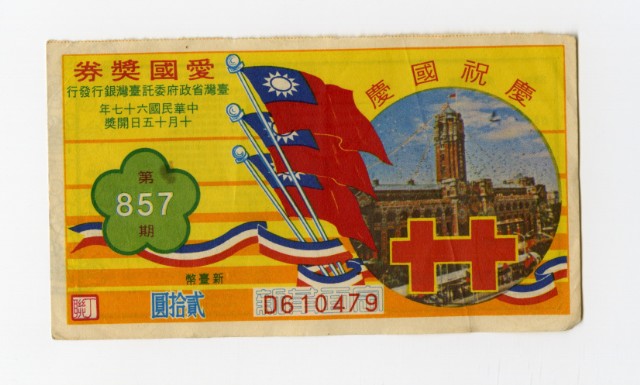 愛國獎券
臺灣省政府委託臺灣銀行發行
中華民國六十七年
十月十五日開獎
慶祝國慶
第
857
期
新臺幣
貳拾圓
D610479
丁聯